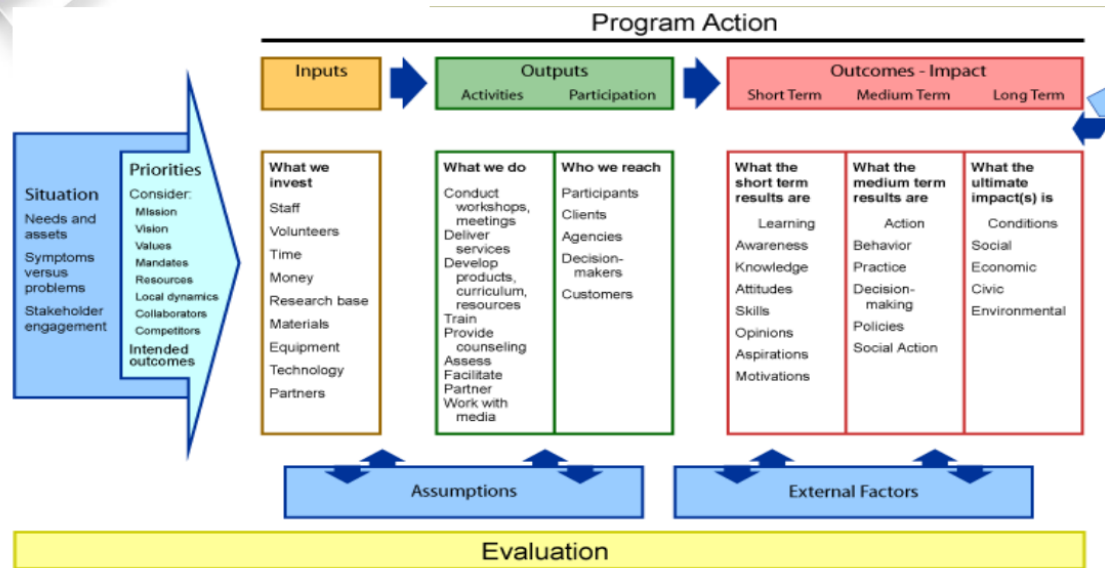 Program Action
Inputs
Outputs
Activities Participation
Outcomes - Impact
Short Term Medium Term Long Term
Situation
Needs and
assets
Symptoms
versus
problems
Stakeholder
engagement
Priorities
Consider:
MIssion
Vision
Values
Mandates
Resources
Local dynamics
Collaborators
Competitors
Intended
outcomes
What we
invest
Staff
Volunteers
Time
Money
Research base
Materials
Equipment
Technology
Partners
What we do
Conduct
workshops,
meetings
Deliver
services
Develop
products,
curriculum,
resources
Train
Provide
counseling
Assess
Facilitate
Partner
Work with
media
Who we reach
Participants
Clients
Agencies
Decision-
makers
Customers
What the
short term
results are
Learning
Awareness
Knowledge
Attitudes
Skills
Opinions
Aspirations
Motivations
What the
medium term
results are
Action
Behavior
Practice
Decision-
making
Policies
Social Action
What the
ultimate
impact(s) is
Conditions
Social
Economic
Civic
Environmental
Assumptions
External Factors
Evaluation